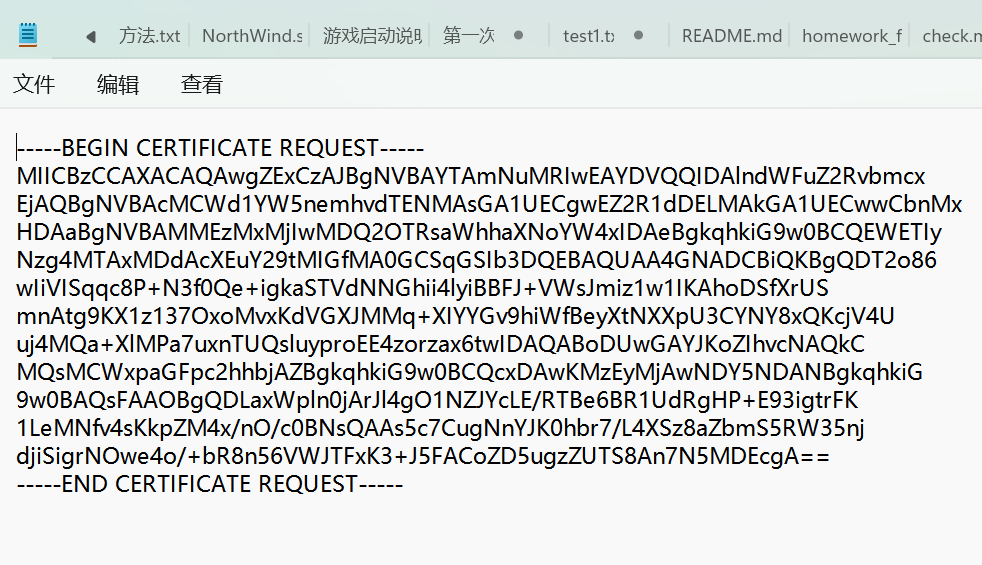 方法.txt NorthWind.s 游戏启动说明 第一次 test1.tx README.md homework_f check.m
文件 编辑 查看
-----BEGIN CERTIFICATE REQUEST-----
MIICBzCCAXACAQAwgZExCzAJBgNVBAYTAmNuMRIwEAYDVQQIDAlndWFuZ2Rvbmcx
EjAQBgNVBAcMCWd1YW5nemhvdTENMAsGA1UECgwEZ2R1dDELMAkGA1UECwwCbnMx
HDAaBgNVBAMMEzMxMjIwMDQ2OTRsaWhhaXNoYW4xIDAeBgkqhkiG9w0BCQEWETIy
Nzg4MTAxMDdAcXEuY29tMIGfMA0GCSqGSIb3DQEBAQUAA4GNADCBiQKBgQDT2o86
wIiVISqqc8P+N3f0Qe+igkaSTVdNNGhii4lyiBBFJ+VWsJmiz1w1IKAhoDSfXrUS
mnAtg9KX1z137OxoMvxKdVGXJMMq+XIYYGv9hiWfBeyXtNXXpU3CYNY8xQKcjV4U
uj4MQa+XlMPa7uxnTUQsluyproEE4zorzax6twIDAQABoDUwGAYJKoZIhvcNAQkC
MQsMCWxpaGFpc2hhbjAZBgkqhkiG9w0BCQcxDAwKMzEyMjAwNDY5NDANBgkqhkiG
9w0BAQsFAAOBgQDLaxWpln0jArJl4gO1NZJYcLE/RTBe6BR1UdRgHP+E93igtrFK
1LeMNfv4sKkpZM4x/nO/c0BNsQAAs5c7CugNnYJK0hbr7/L4XSz8aZbmS5RW35nj
djiSigrNOwe4o/+bR8n56VWJTFxK3+J5FACoZD5ugzZUTS8An7N5MDEcgA==
-----END CERTIFICATE REQUEST-----